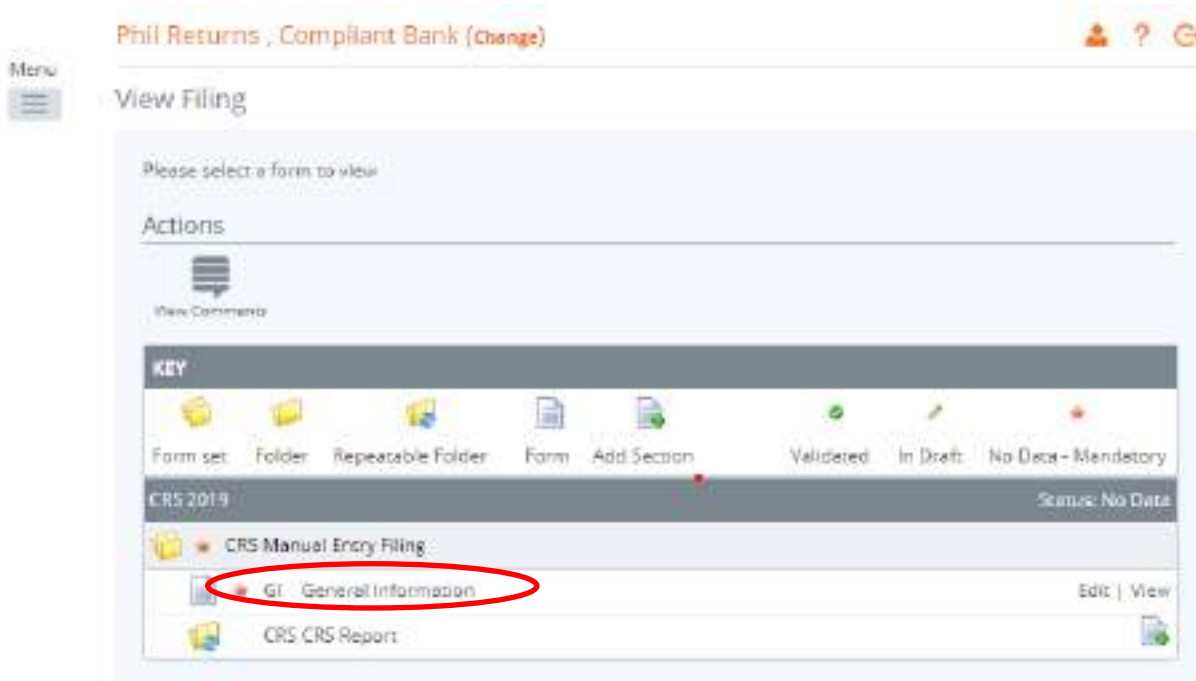 Phil Returns , Compliant Bank (Change)
?
Menu
View Filing
Please select a form to view
Actions
View Comments
KEY
Form set Folder Repeatable Folder Form Add Section Validated In Draft No Data - Mandatory
CRS 2019 Status: No Data
CRS Manual Entry Filing
GI General Information Edit | View
CRS CRS Report